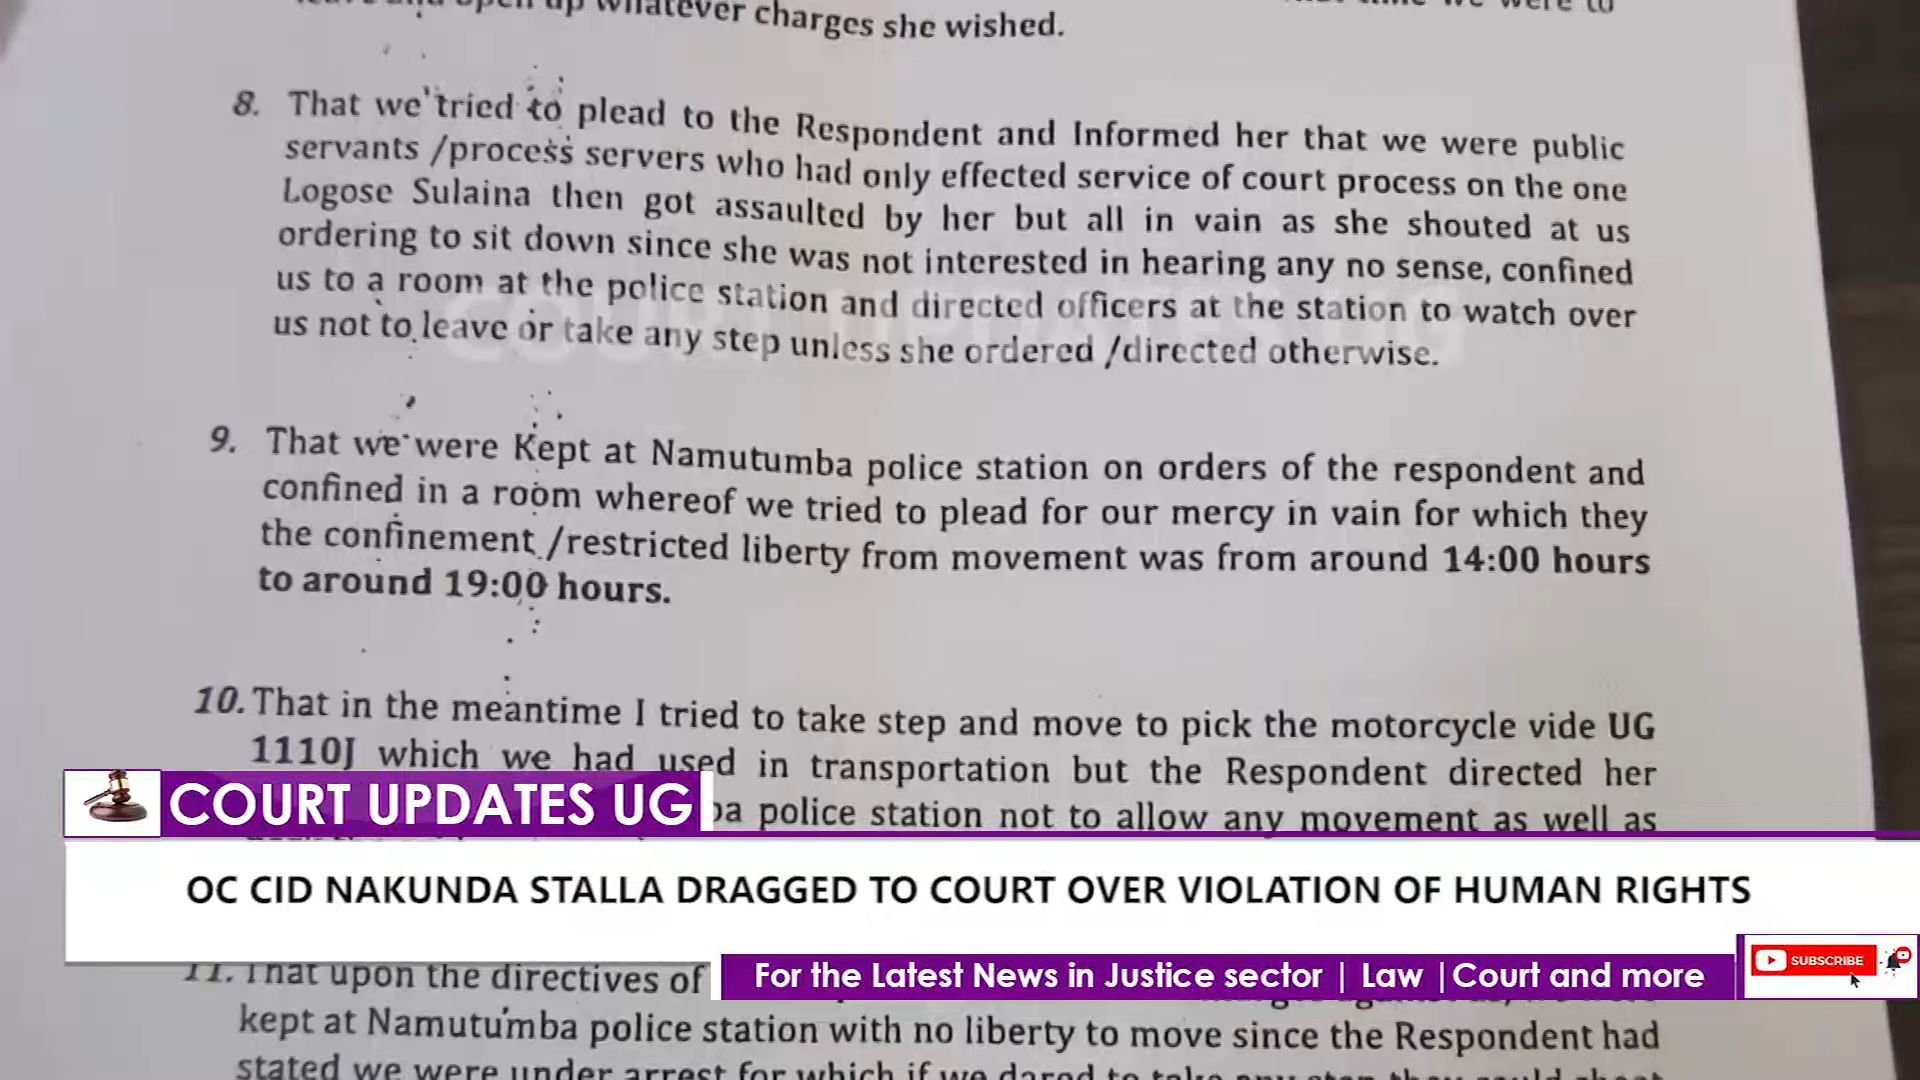 whatever charges she wished.
8. That we tried to plead to the Respondent and Informed her that we were public
servants /process servers who had only effected service of court process on the one
Logose Sulaina then got assaulted by her but all in vain as she shouted at us
ordering to sit down since she was not interested in hearing any no sense, confined
us to a room at the police station and directed officers at the station to watch over
us not to leave or take any step unless she ordered /directed otherwise.
9. That we were Kept at Namutumba police station on orders of the respondent and
confined in a room whereof we tried to plead for our mercy in vain for which they
the confinement /restricted liberty from movement was from around 14:00 hours
to around 19:00 hours.
10. That in the meantime I tried to take step and move to pick the motorcycle vide UG
1110J which we had used in transportation but the Respondent directed her
police station not to allow any movement as well as
COURT UPDATES UG
OC CID NAKUNDA STALLA DRAGGED TO COURT OVER VIOLATION OF HUMAN RIGHTS
11. That upon the directives of
For the Latest News in Justice sector | Law |Court and more
SUBSCRIBE
kept at Namutumba police station with no liberty to move since the Respondent had
stated we were under arrest for which if we dared to take any step they could